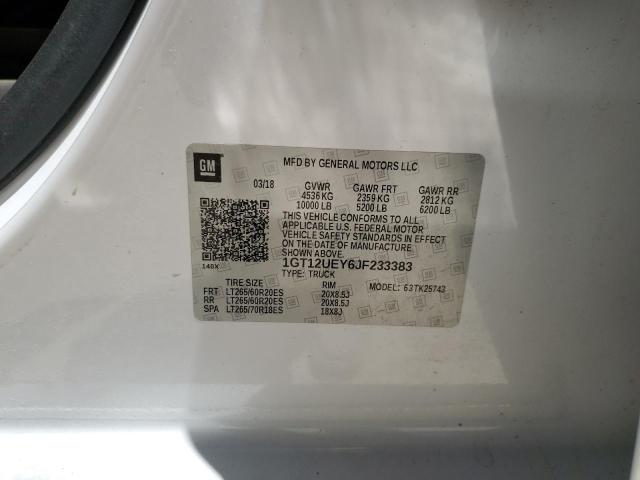 GM
MFD BY GENERAL MOTORS LLC
03/18 GVWR GAWR FRT GAWR RR
4536 KG 2359 KG 2812 KG
10000 LB 5200 LB 6200 LB
THIS VEHICLE CONFORMS TO ALL
APPLICABLE U.S. FEDERAL MOTOR
VEHICLE SAFETY STANDARDS IN EFFECT
ON THE DATE OF MANUFACTURE
SHOWN ABOVE.
1GT12UEY6JF233383
140X TYPE: TRUCK
TIRE SIZE RIM MODEL: 63TK25743
FRT LT265/60R20ES 20X8.5J
RR LT265/60R20ES 20X8.5J
SPA LT265/70R18ES 18X8J